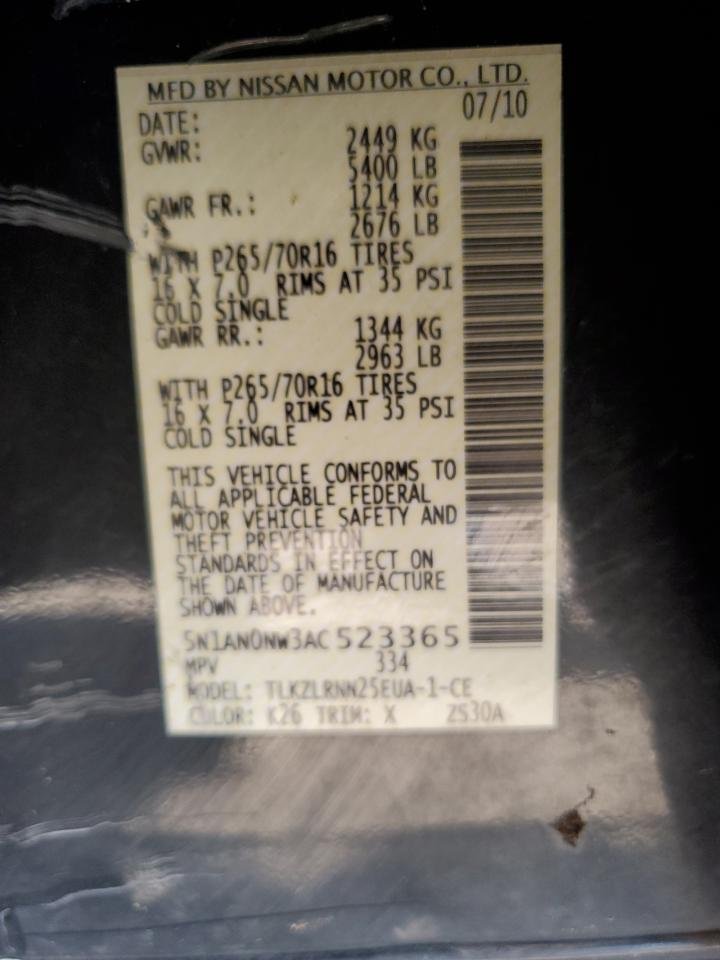 MFD BY NISSAN MOTOR CO., LTD.
DATE: 07/10
GVWR: 2449 KG
5400 LB
GAWR FR.: 1214 KG
2676 LB
WITH P265/70R16 TIRES
16 X 7.0 RIMS AT 35 PSI
COLD SINGLE
GAWR RR.: 1344 KG
2963 LB
WITH P265/70R16 TIRES
16 X 7.0 RIMS AT 35 PSI
COLD SINGLE
THIS VEHICLE CONFORMS TO
ALL APPLICABLE FEDERAL
MOTOR VEHICLE SAFETY AND
THEFT PREVENTION
STANDARDS IN EFFECT ON
THE DATE OF MANUFACTURE
SHOWN ABOVE.
5N1AN0NW3AC523365
MPV 334
MODEL: TLKZLRNN25EUA-1-CE
COLOR: K26 TRIM: X ZS30A